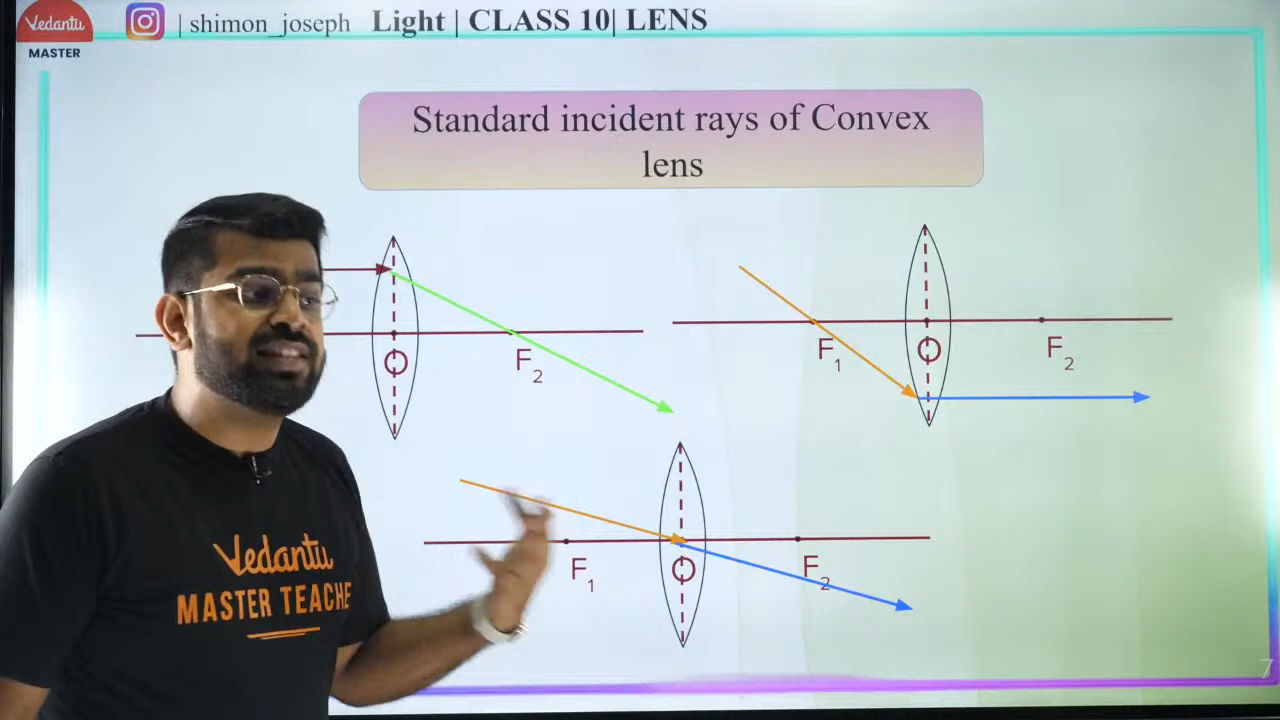 Vedantu
MASTER
| shimon_joseph
Light | CLASS 10| LENS
Standard incident rays of Convex
lens
O
F2
F1
O
F2
F1
O
F2
Vedantu
MASTER TEACHE
7